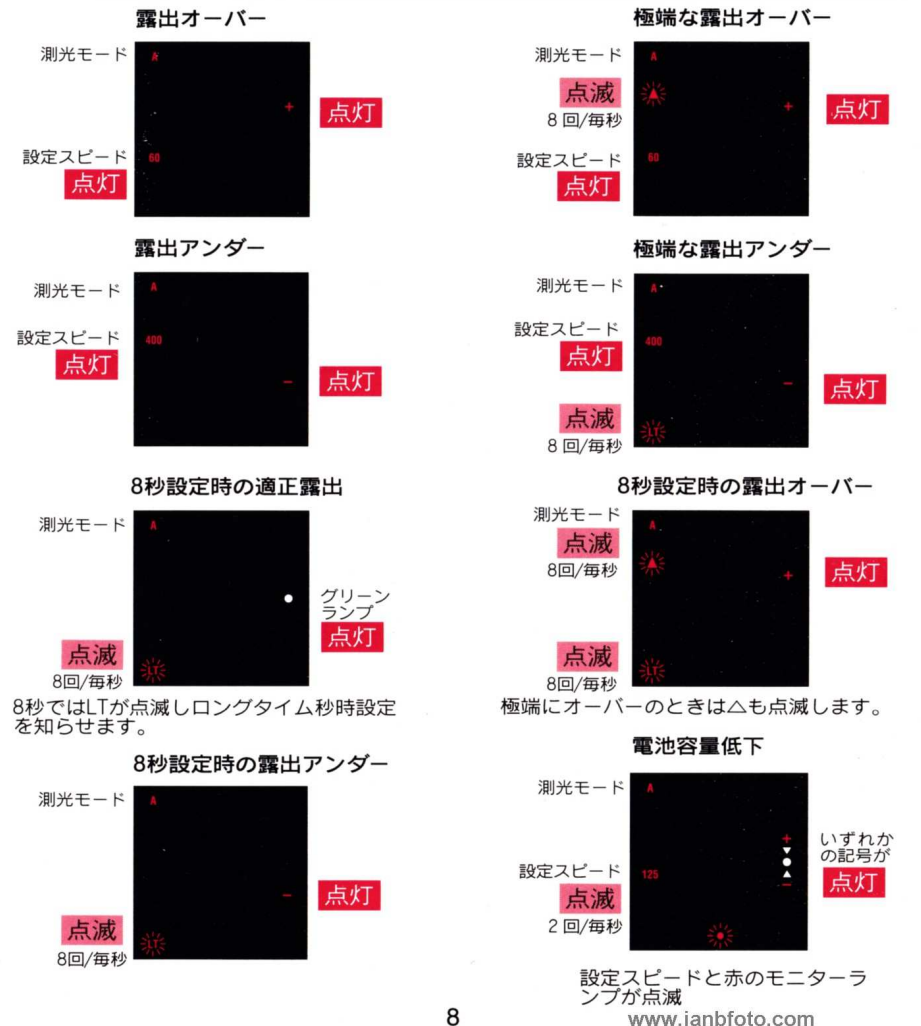 露出オーバー
測光モード
A
+
点灯
設定スピード
60
点灯
極端な露出オーバー
測光モード
A
点滅
8回/毎秒
▲
+
点灯
設定スピード
60
点灯
露出アンダー
測光モード
A
設定スピード
400
点灯
−
点灯
極端な露出アンダー
測光モード
A
設定スピード
400
点灯
−
点灯
点滅
8回/毎秒
LT
8秒設定時の適正露出
測光モード
A
グリーン
ランプ
点灯
点滅
8回/毎秒
LT
8秒ではLTが点滅しロングタイム秒時設定
を知らせます。
8秒設定時の露出オーバー
測光モード
A
点滅
8回/毎秒
▲
+
点灯
点滅
8回/毎秒
LT
極端にオーバーのときは△も点滅します。
8秒設定時の露出アンダー
測光モード
A
−
点灯
点滅
8回/毎秒
LT
電池容量低下
測光モード
A
+
▼
●
▲
−
いずれか
の記号が
点灯
設定スピード
125
点滅
2回/毎秒
設定スピードと赤のモニターラ
ンプが点滅
8
www.ianbfoto.com